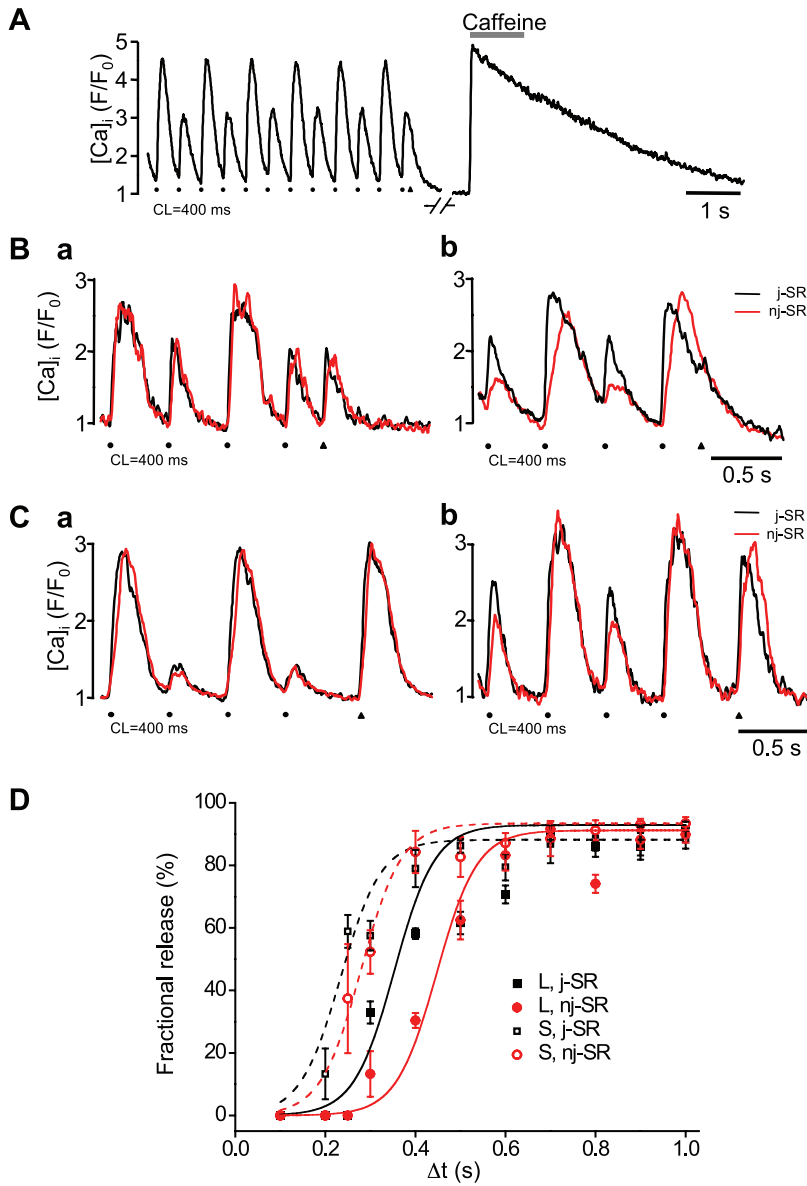 A
Caffeine
[Ca]i (F/F0)
5
4
3
2
1
CL=400 ms
1 s
B a
b
[Ca]i (F/F0)
3
2
1
j-SR
nj-SR
CL=400 ms
CL=400 ms
0.5 s
C a
b
[Ca]i (F/F0)
3
2
1
j-SR
nj-SR
CL=400 ms
CL=400 ms
0.5 s
D
Fractional release (%)
100
80
60
40
20
0
L, j-SR
L, nj-SR
S, j-SR
S, nj-SR
0.0 0.2 0.4 0.6 0.8 1.0
Δt (s)